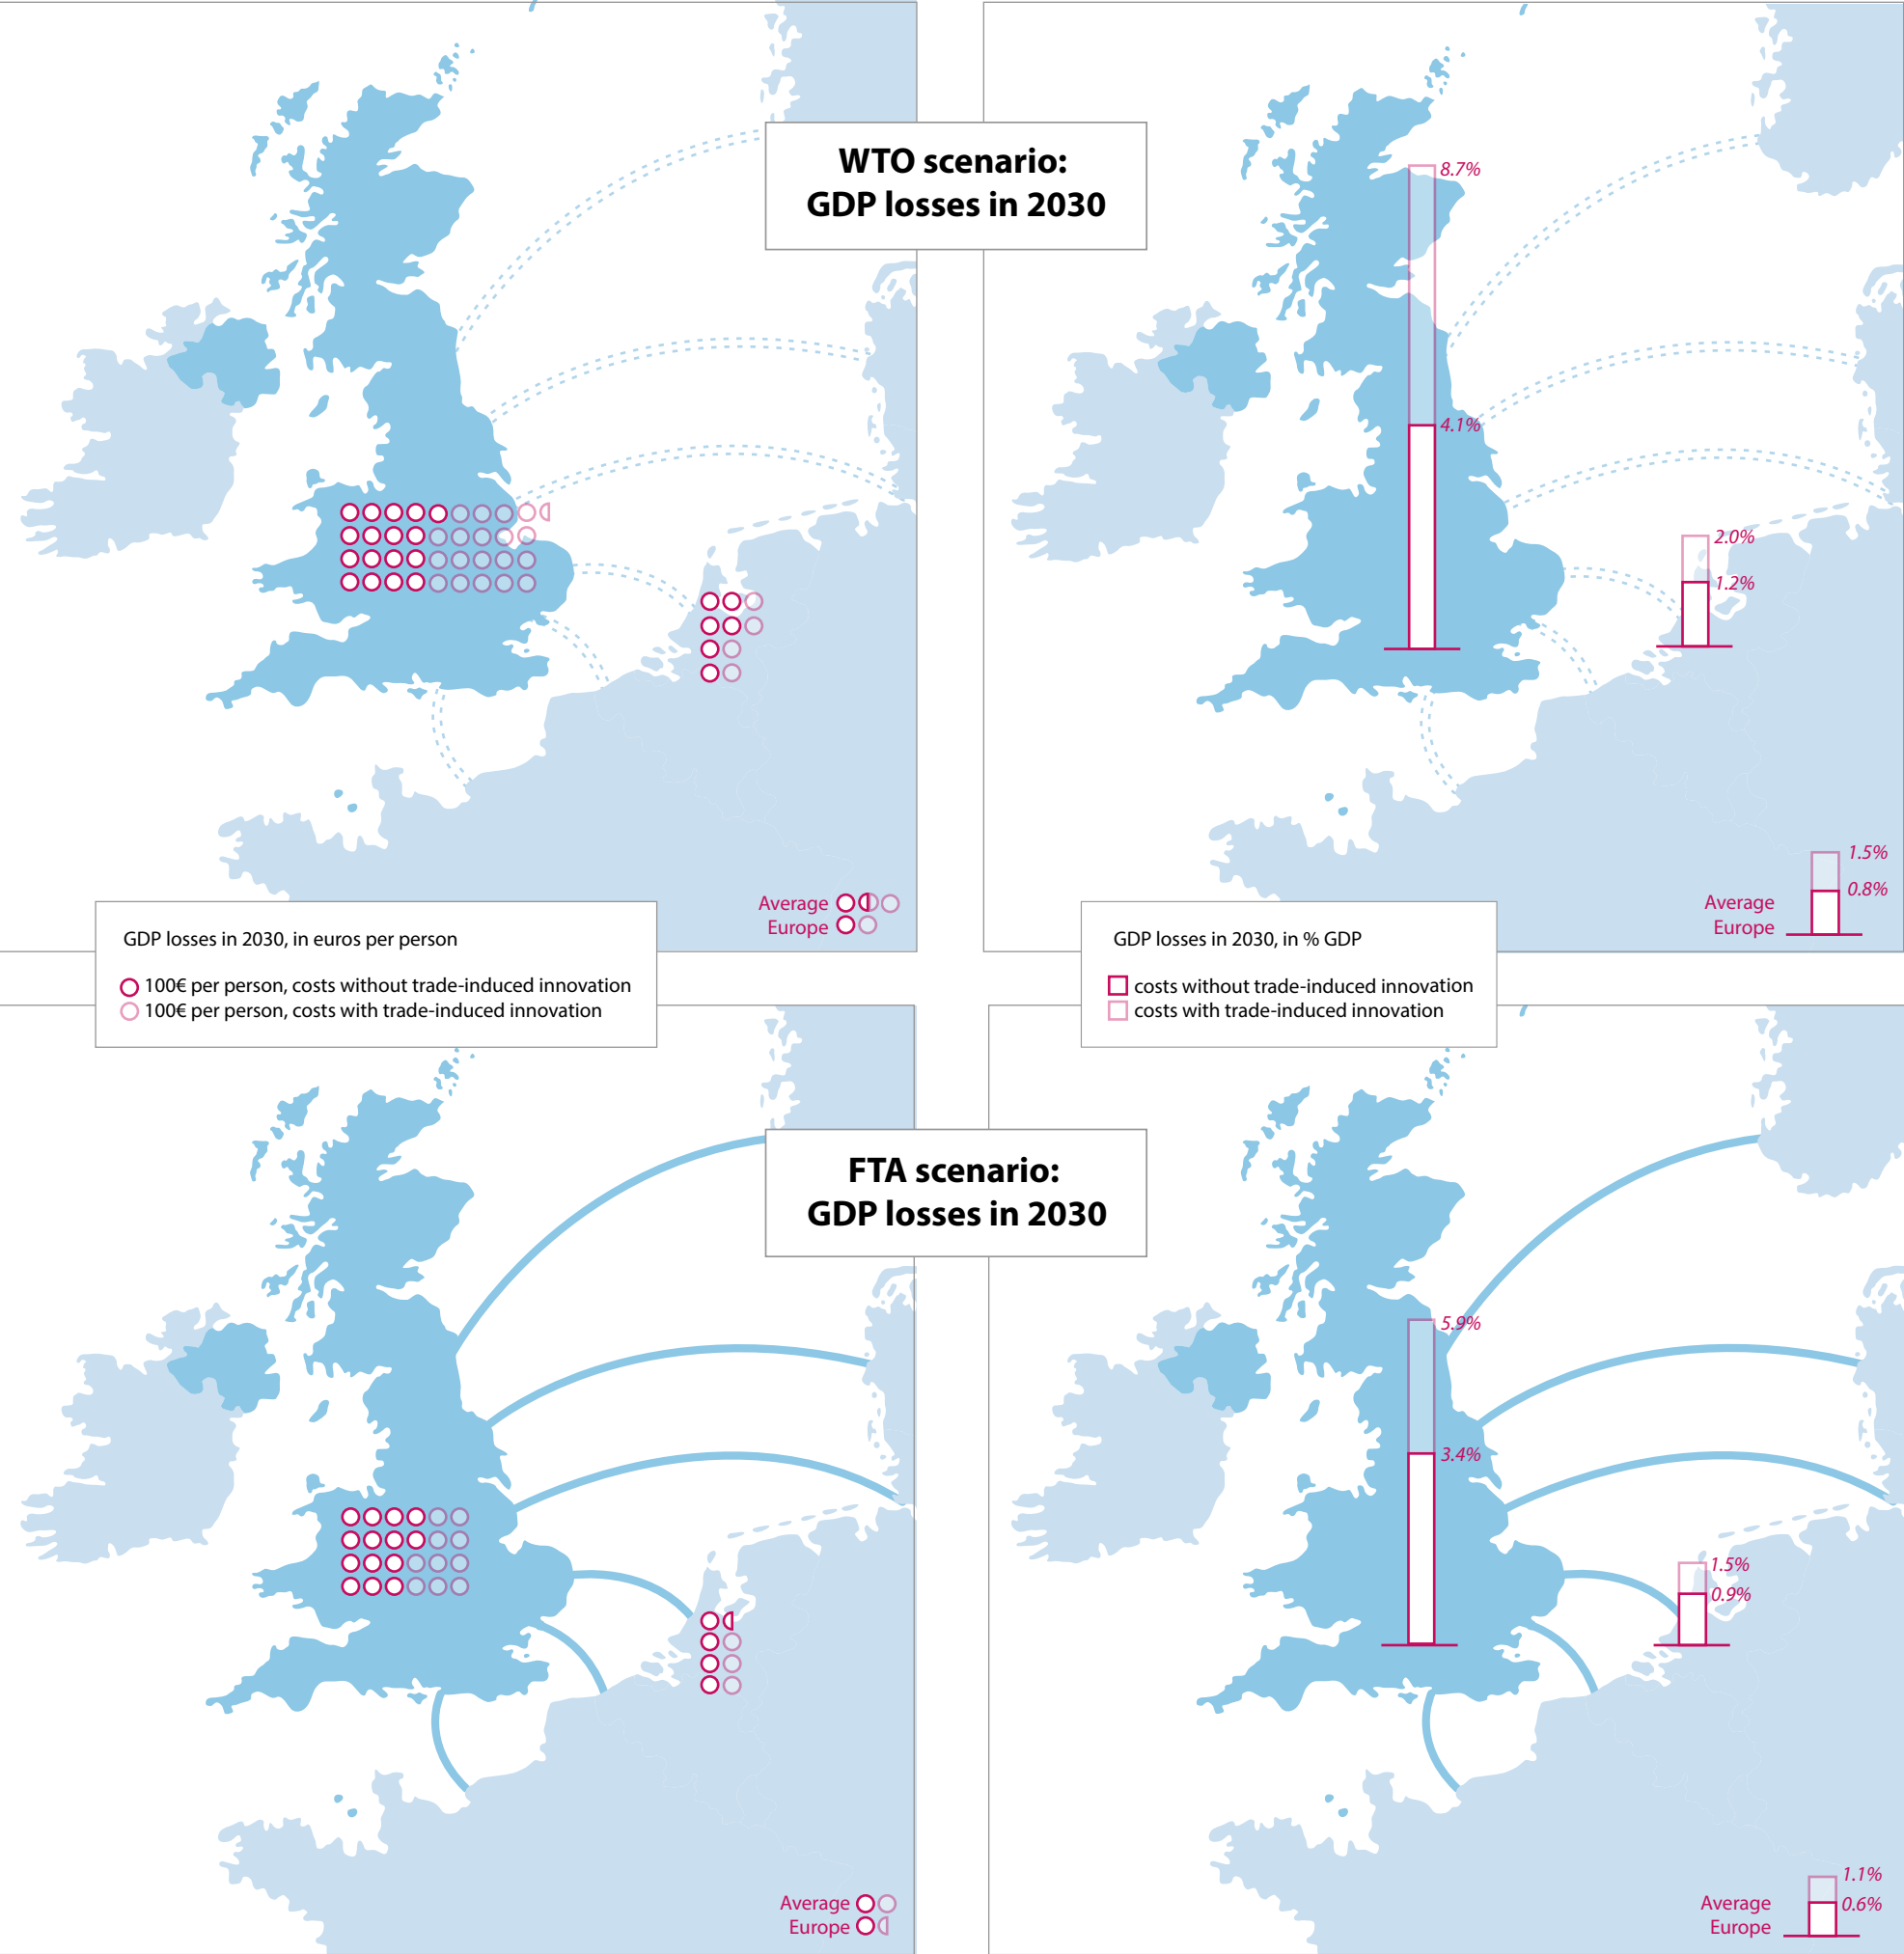 WTO scenario:
GDP losses in 2030
8.7%
4.1%
2.0%
1.2%
1.5%
0.8%
Average
Europe
Average
Europe
GDP losses in 2030, in euros per person
100€ per person, costs without trade-induced innovation
100€ per person, costs with trade-induced innovation
GDP losses in 2030, in % GDP
costs without trade-induced innovation
costs with trade-induced innovation
FTA scenario:
GDP losses in 2030
5.9%
3.4%
1.5%
0.9%
1.1%
0.6%
Average
Europe
Average
Europe